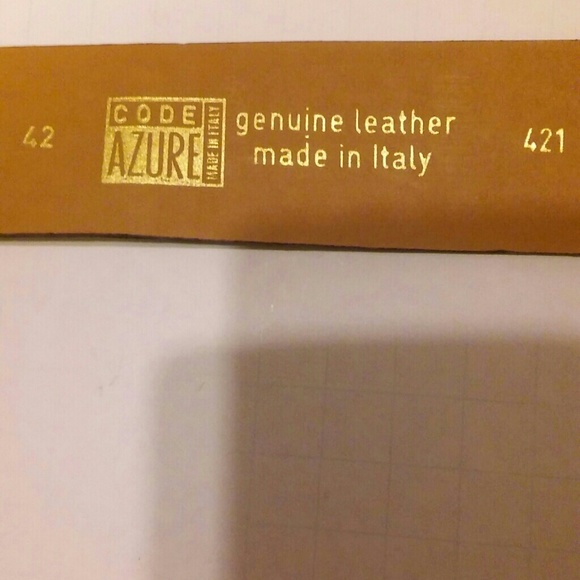 42
CODE
AZURE
MADE IN ITALY
genuine leather
made in Italy
421